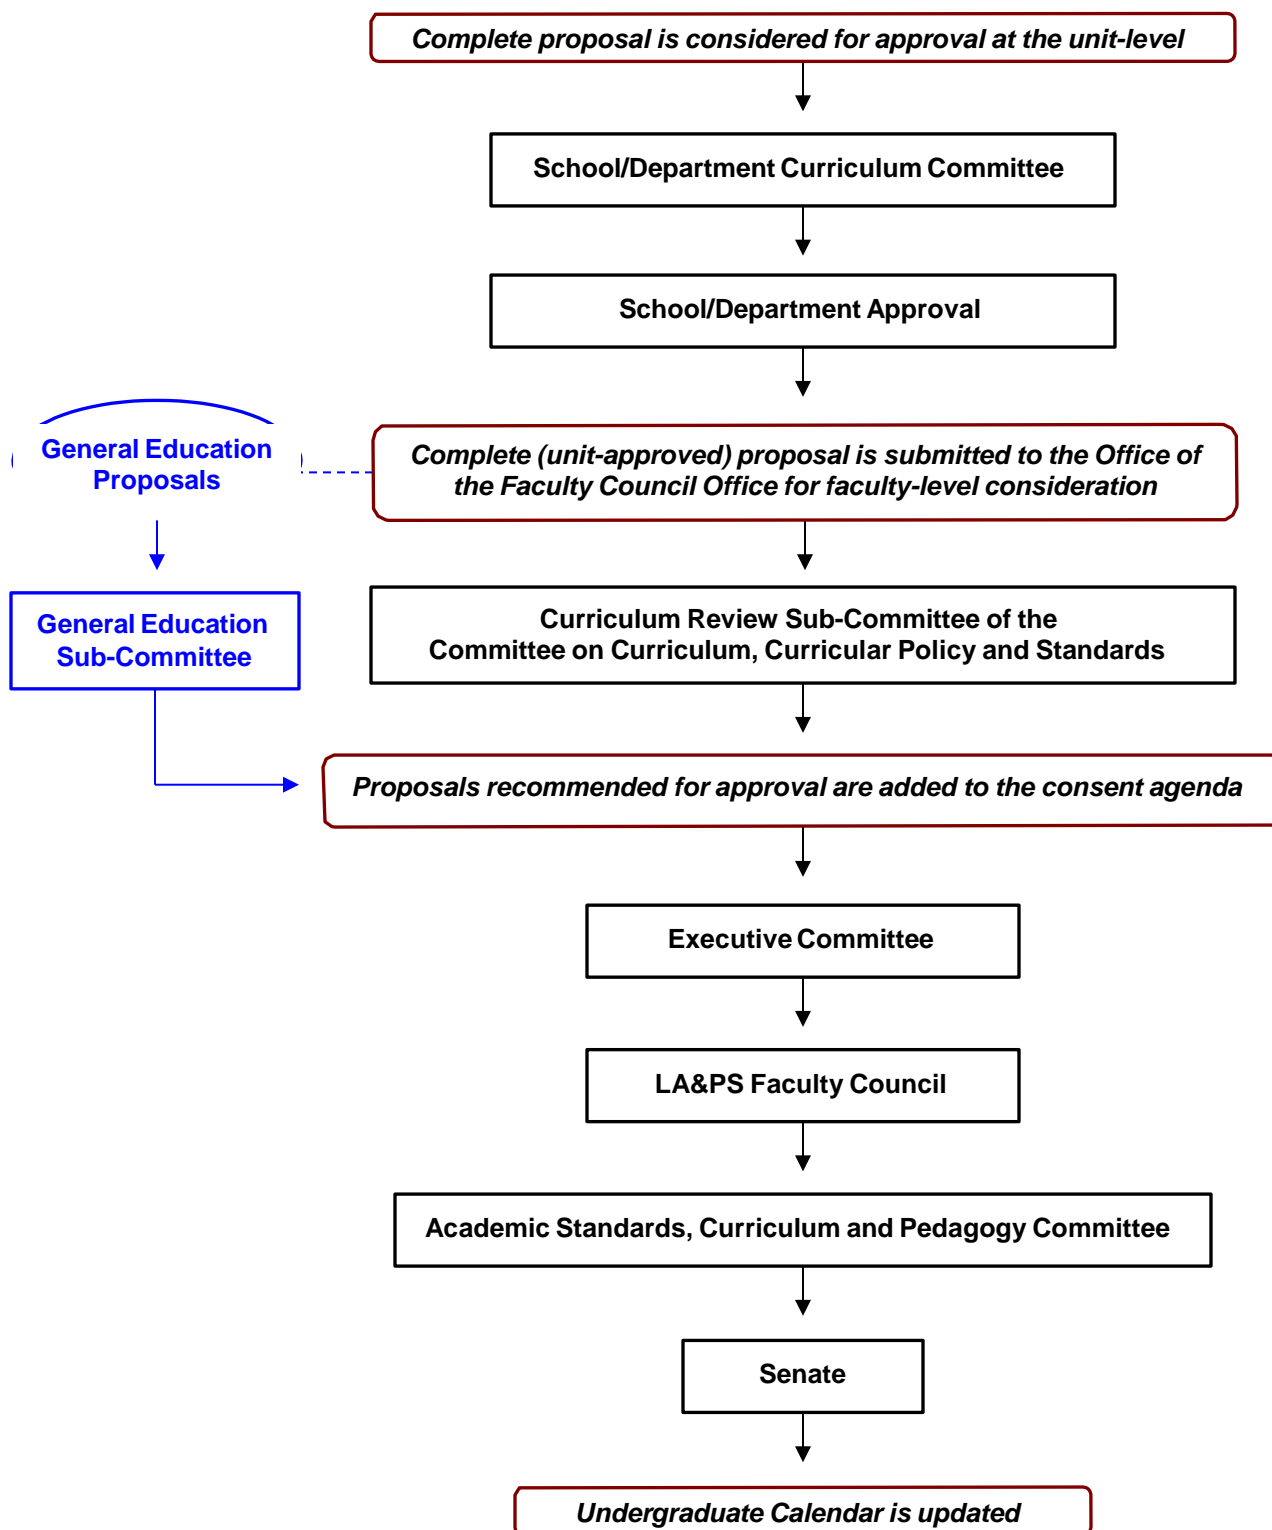 Complete proposal is considered for approval at the unit-level
School/Department Curriculum Committee
School/Department Approval
General Education
Proposals
Complete (unit-approved) proposal is submitted to the Office of
the Faculty Council Office for faculty-level consideration
General Education
Sub-Committee
Curriculum Review Sub-Committee of the
Committee on Curriculum, Curricular Policy and Standards
Proposals recommended for approval are added to the consent agenda
Executive Committee
LA&PS Faculty Council
Academic Standards, Curriculum and Pedagogy Committee
Senate
Undergraduate Calendar is updated